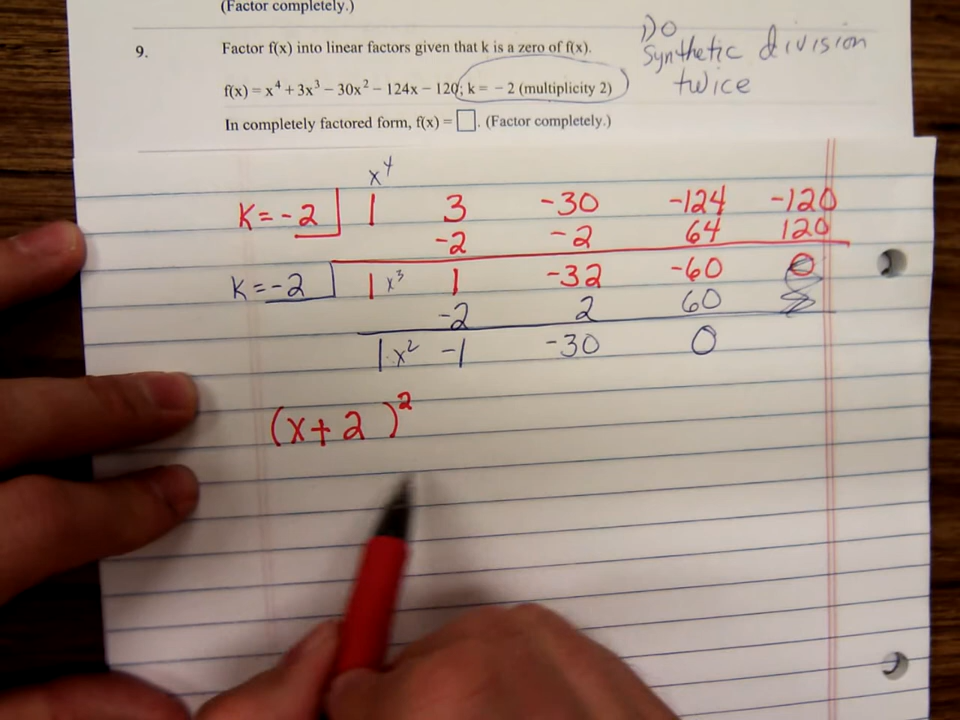 (Factor completely.)
9. Factor f(x) into linear factors given that k is a zero of f(x).
f(x) = x⁴ + 3x³ − 30x² − 124x − 120; k = − 2 (multiplicity 2)
In completely factored form, f(x) = □. (Factor completely.)
DO
synthetic division
twice
x⁴
K = -2 1 3 -30 -124 -120
-2 -2 64 120
K = -2 1 x³ 1 -32 -60 0
-2 2 60
1x² -1 -30 0
(x+2)²